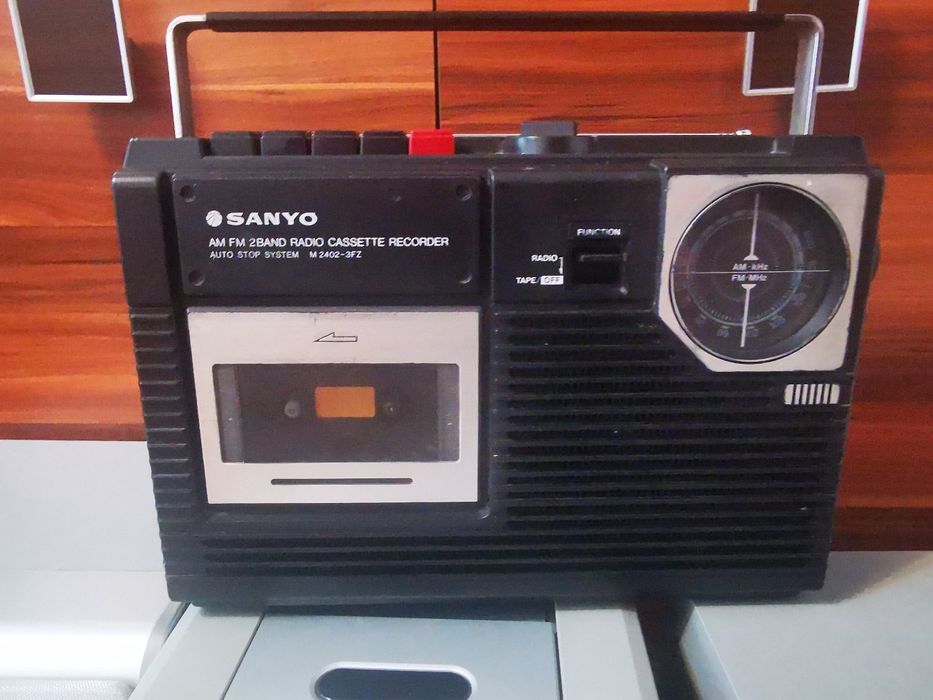 SANYO
AM FM 2BAND RADIO CASSETTE RECORDER
AUTO STOP SYSTEM M 2402-3FZ
FUNCTION
RADIO
TAPE/OFF
AM·kHz
FM·MHz